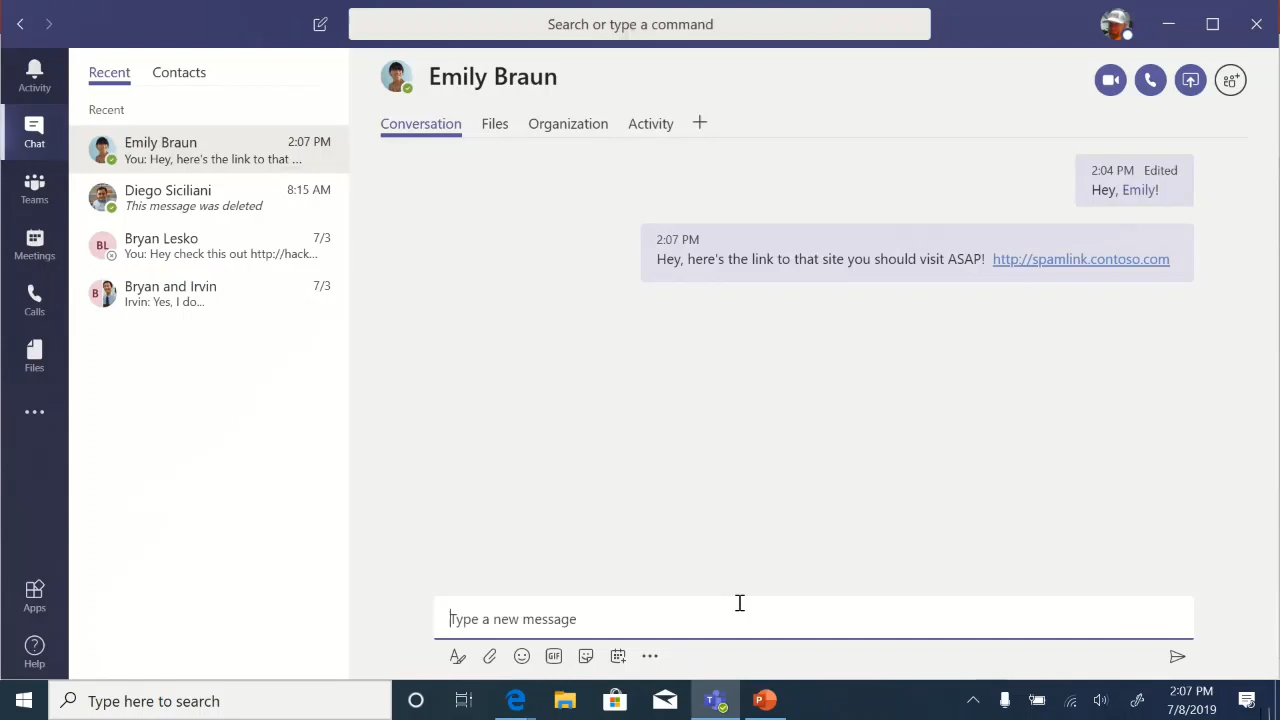 Search or type a command
Activity
Chat
Teams
Meetings
Calls
Files
Apps
Help
Recent Contacts
Recent
Emily Braun 2:07 PM
You: Hey, here's the link to that ...
Diego Siciliani 8:15 AM
This message was deleted
BL
Bryan Lesko 7/3
You: Hey check this out http://hack...
B
Bryan and Irvin 7/3
Irvin: Yes, I do...
Emily Braun
Conversation Files Organization Activity
2:04 PM Edited
Hey, Emily!
2:07 PM
Hey, here's the link to that site you should visit ASAP! http://spamlink.contoso.com
Type a new message
GIF
Type here to search
2:07 PM
7/8/2019